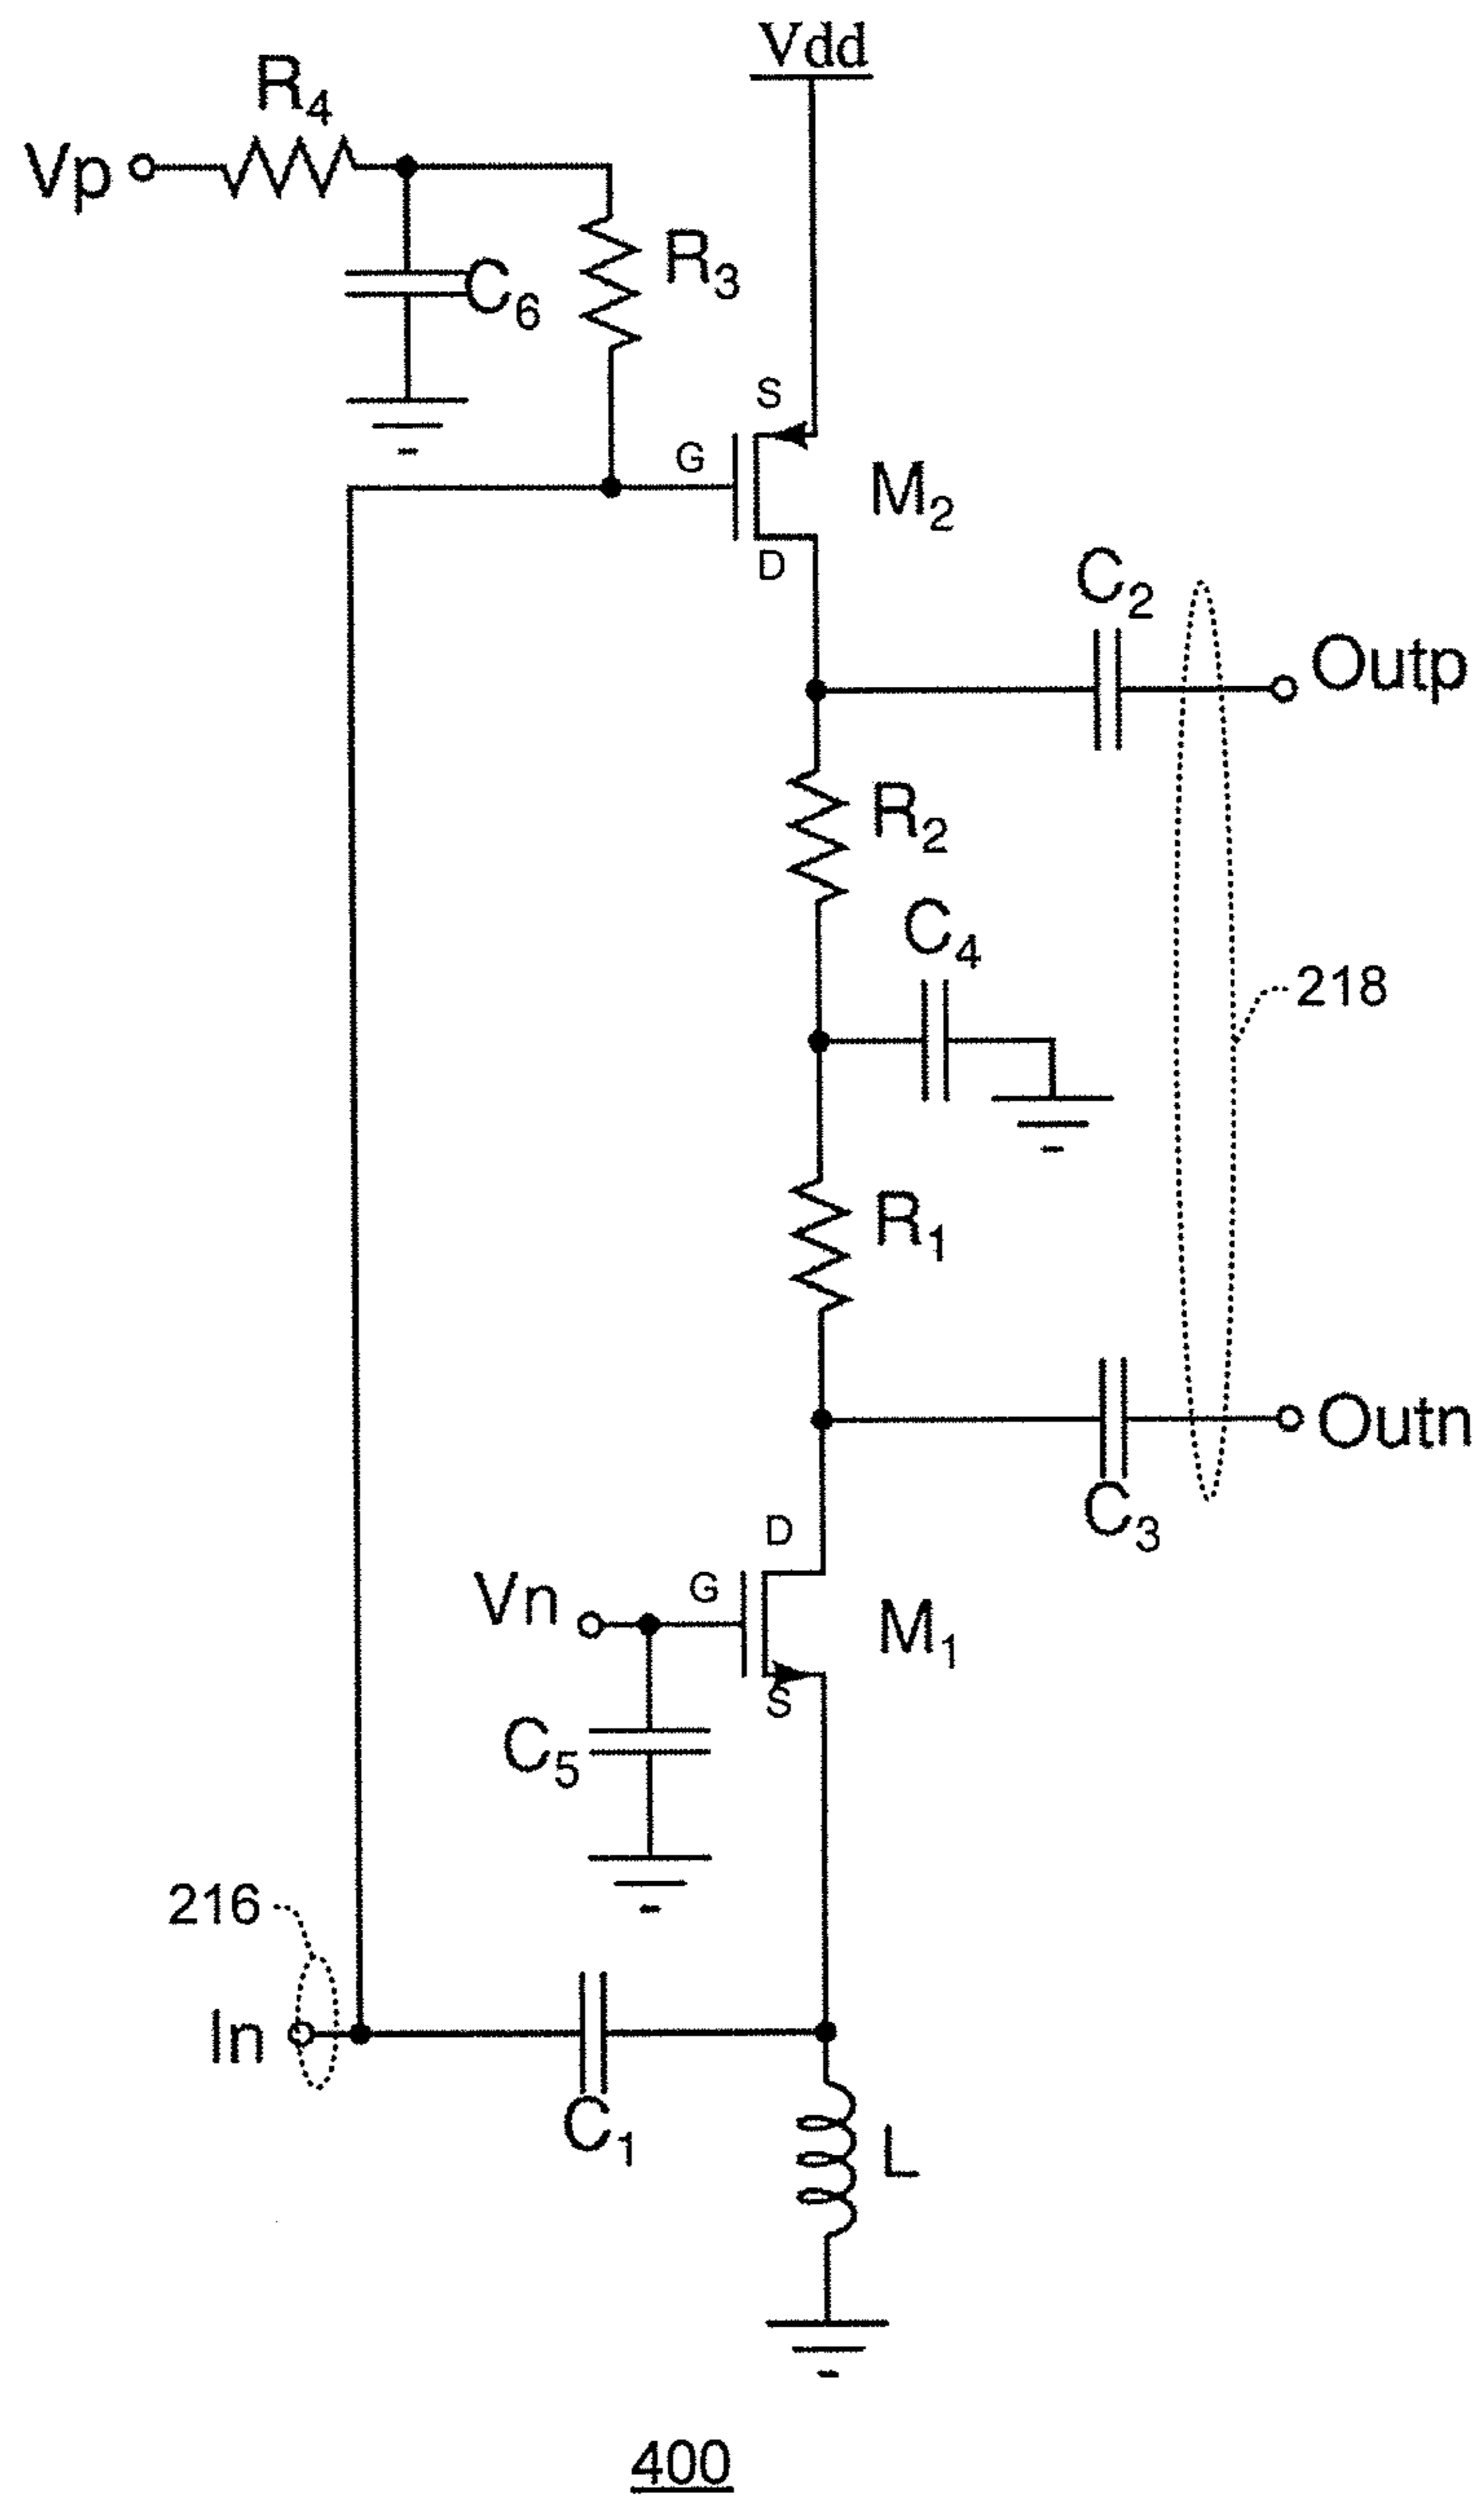 Vdd
R4
Vp
R3
C6
S
G
M2
D
C2
Outp
R2
C4
218
R1
Outn
C3
D
Vn
G
M1
S
C5
216
In
C1
L
400